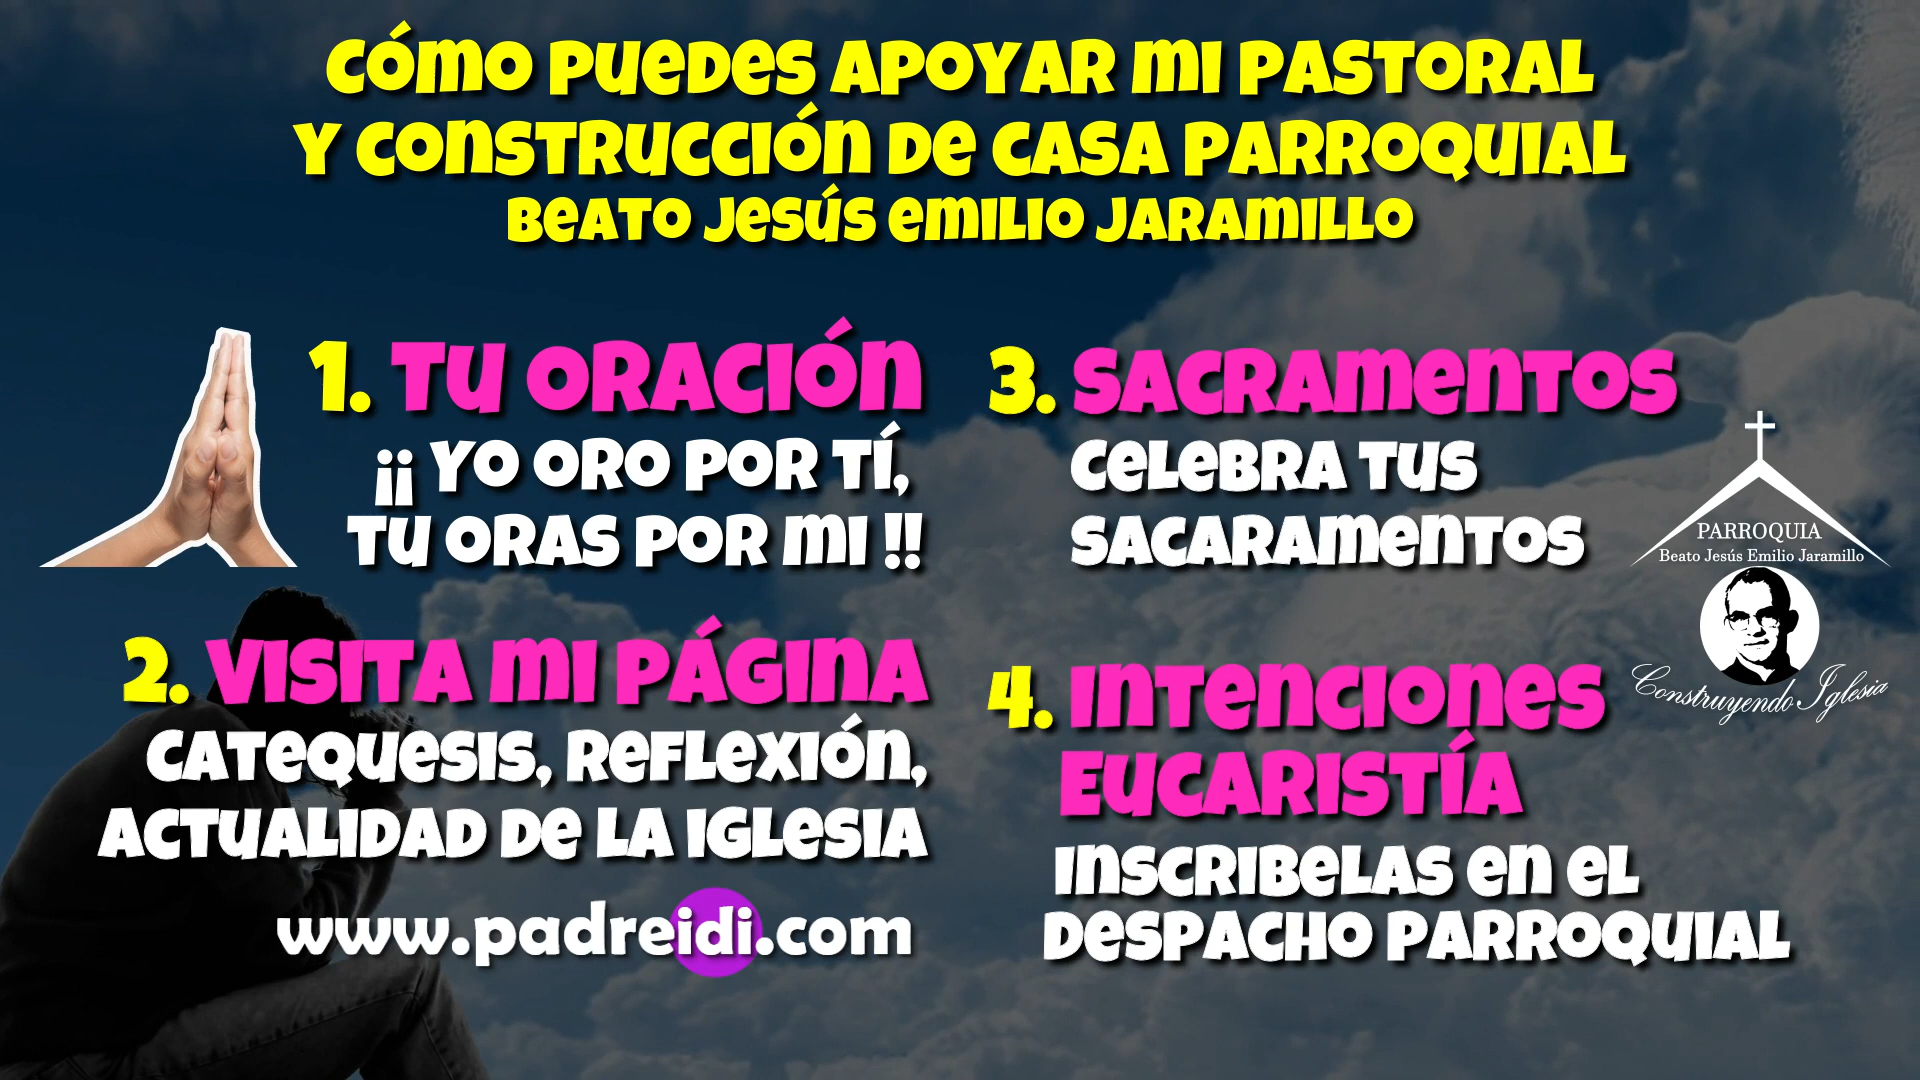 Cómo puedes apoyar mi pastoral
y construcción de casa parroquial
Beato Jesús Emilio Jaramillo
1. Tu oración
¡¡ Yo oro por tí,
tu oras por mi !!
2. Visita mi página
Catequesis, reflexión,
actualidad de la Iglesia
www.padreidi.com
3. Sacramentos
Celebra tus
sacaramentos
4. Intenciones
Eucaristía
Inscribelas en el
despacho parroquial
PARROQUIA
Beato Jesús Emilio Jaramillo
Construyendo Iglesia